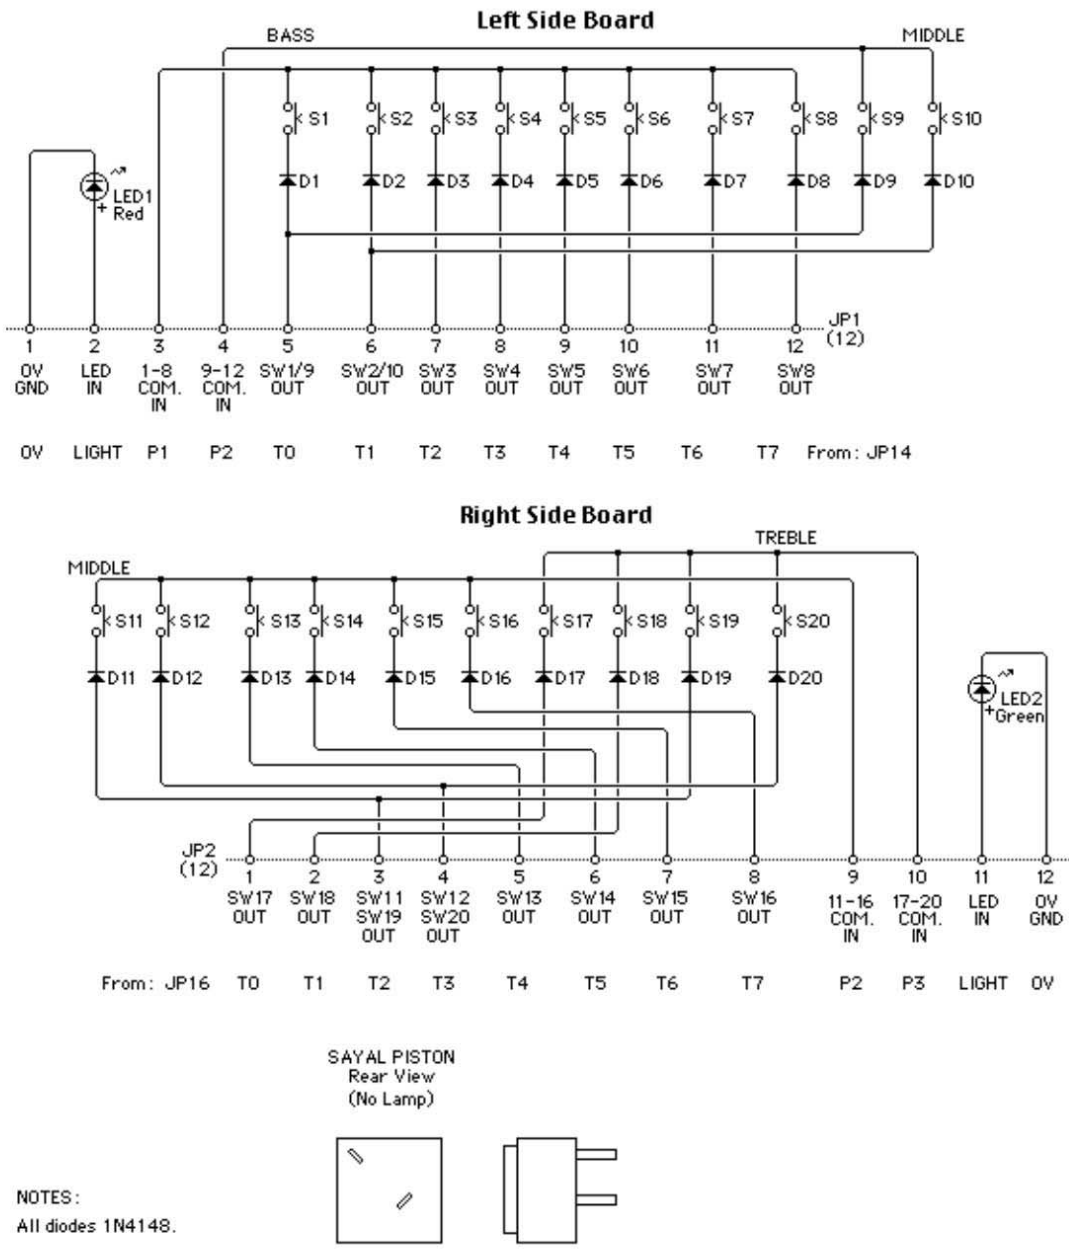 Left Side Board
BASS MIDDLE
S1 S2 S3 S4 S5 S6 S7 S8 S9 S10
D1 D2 D3 D4 D5 D6 D7 D8 D9 D10
LED1
+ Red
JP1
(12)
1 2 3 4 5 6 7 8 9 10 11 12
0V LED 1-8 9-12 SW1/9 SW2/10 SW3 SW4 SW5 SW6 SW7 SW8
GND IN COM. COM. OUT OUT OUT OUT OUT OUT OUT OUT
IN IN
0V LIGHT P1 P2 T0 T1 T2 T3 T4 T5 T6 T7 From: JP14
Right Side Board
TREBLE
MIDDLE
S11 S12 S13 S14 S15 S16 S17 S18 S19 S20
D11 D12 D13 D14 D15 D16 D17 D18 D19 D20
LED2
+ Green
JP2
(12)
1 2 3 4 5 6 7 8 9 10 11 12
SW17 SW18 SW11 SW12 SW13 SW14 SW15 SW16 11-16 17-20 LED 0V
OUT OUT SW19 SW20 OUT OUT OUT OUT COM. COM. IN GND
OUT OUT IN IN
From: JP16 T0 T1 T2 T3 T4 T5 T6 T7 P2 P3 LIGHT 0V
SAYAL PISTON
Rear View
(No Lamp)
NOTES:
All diodes 1N4148.